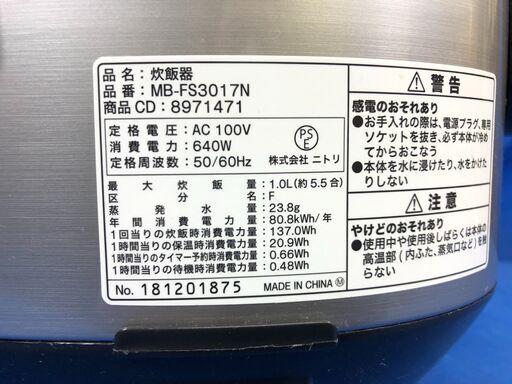 品名：炊飯器
品番：MB-FS3017N
商品CD：8971471
定格電圧：AC 100V
消費電力：640W
定格周波数：50/60Hz
PSE
株式会社 ニトリ
最大炊飯量：1.0L(約5.5合)
区分名：F
蒸発水量：23.8g
年間消費電力量：80.8kWh/年
1回当りの炊飯時消費電力量：137.0Wh
1時間当りの保温時消費電力量：20.9Wh
1時間当りのタイマー予約時消費電力量：0.66Wh
1時間当りの待機時消費電力量：0.48Wh
No. 181201875
MADE IN CHINA Ⓜ
警告
感電のおそれあり
●お手入れの際は、電源プラグ、専用
ソケットを抜き、必ず本体が冷め
てからおこなう
●本体を水に浸けたり、水をかけた
りしない
注意
やけどのおそれあり
●使用中や使用後しばらくは本体の
高温部(内ふた、蒸気口など)を触
らない